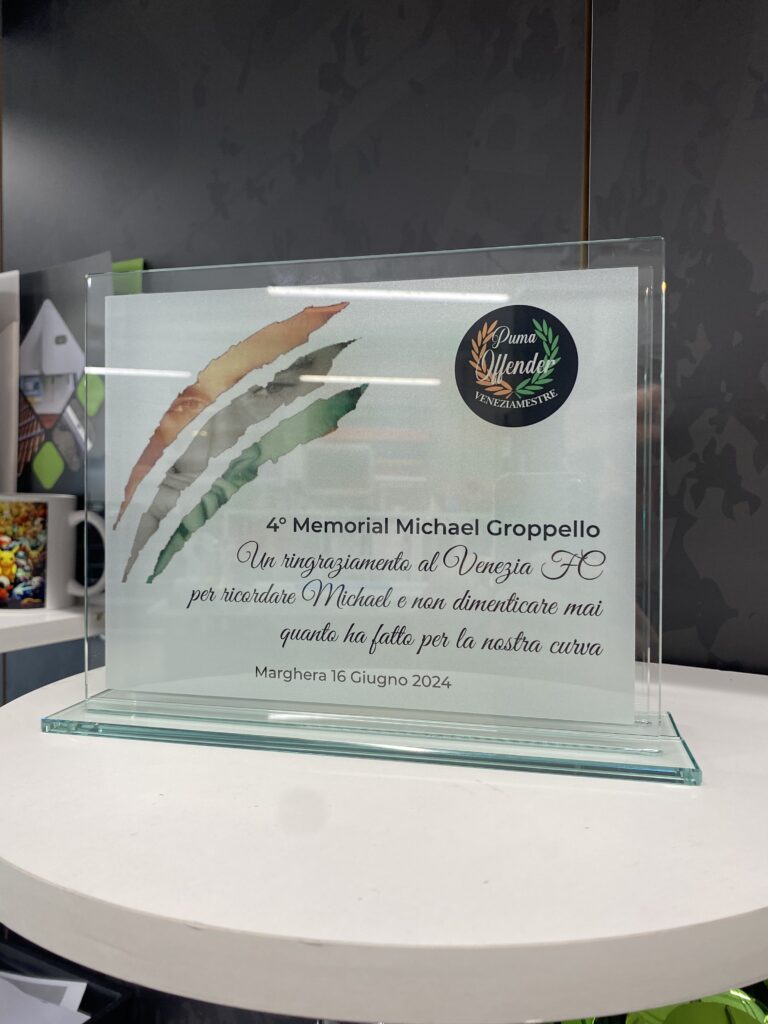 Puma
Offender
VENEZIAMESTRE
4° Memorial Michael Groppello
Un ringraziamento al Venezia FC
per ricordare Michael e non dimenticare mai
quanto ha fatto per la nostra curva
Marghera 16 Giugno 2024